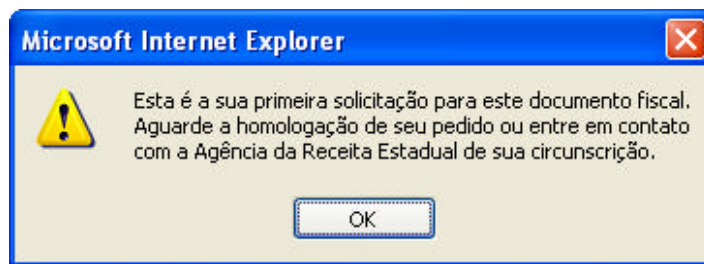 Microsoft Internet Explorer
Esta é a sua primeira solicitação para este documento fiscal.
Aguarde a homologação de seu pedido ou entre em contato
com a Agência da Receita Estadual de sua circunscrição.
OK